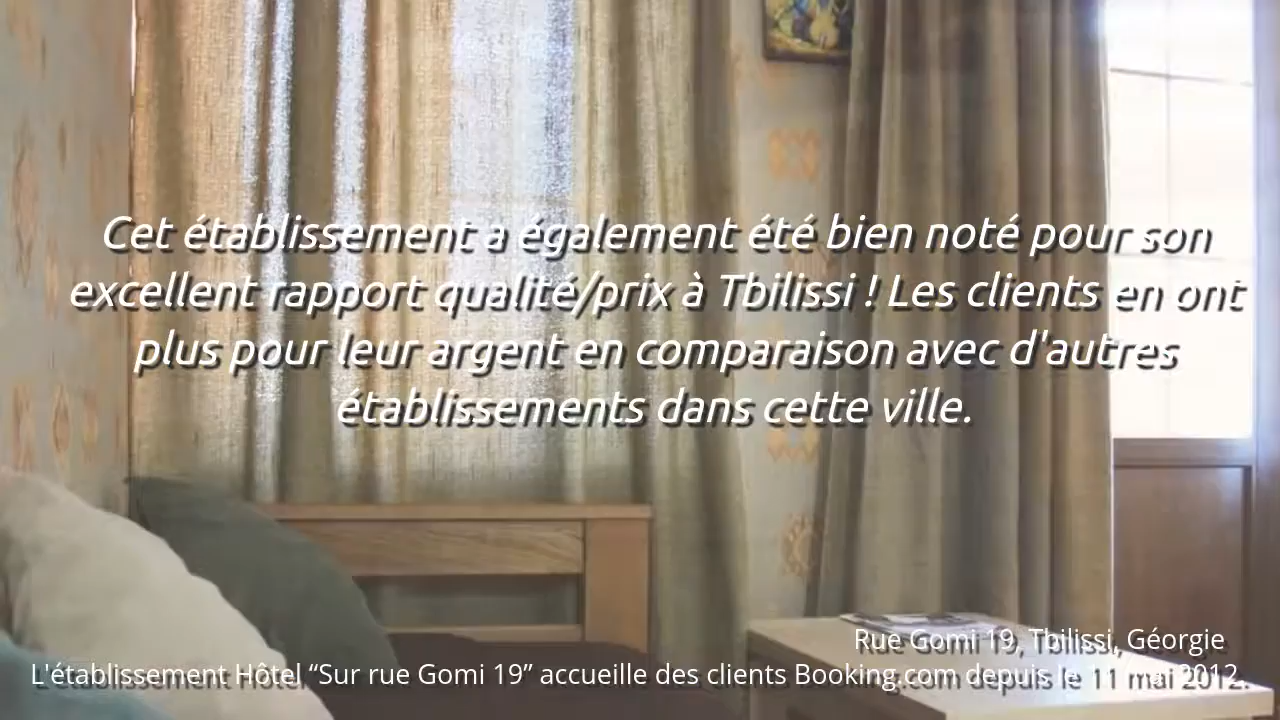 Cet établissement a également été bien noté pour son
excellent rapport qualité/prix à Tbilissi ! Les clients en ont
plus pour leur argent en comparaison avec d'autres
établissements dans cette ville.
Rue Gomi 19, Tbilissi, Géorgie
L'établissement Hôtel “Sur rue Gomi 19” accueille des clients Booking.com depuis le 11 mai 2012.